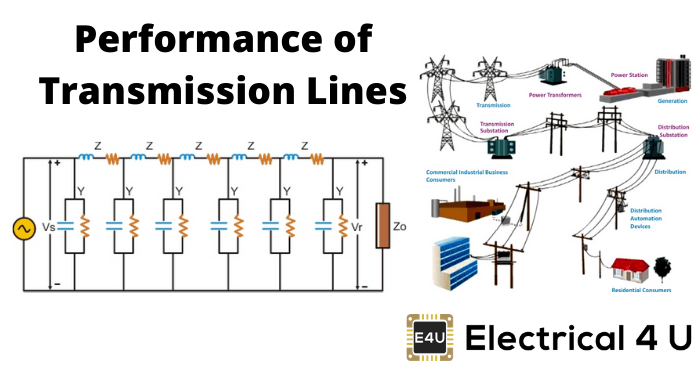 Performance of
Transmission Lines
Z Z Z Z Z
+ +
Y Y Y Y Y Y
Vs Vr Zo
- -
Power Station
Transmission
Power Transformers
Generation
Transmission
Substation
Distribution
Substation
Commercial Industrial Business
Consumers
Distribution
Distribution
Automation
Devices
Residential Consumers
E4U
Electrical 4 U